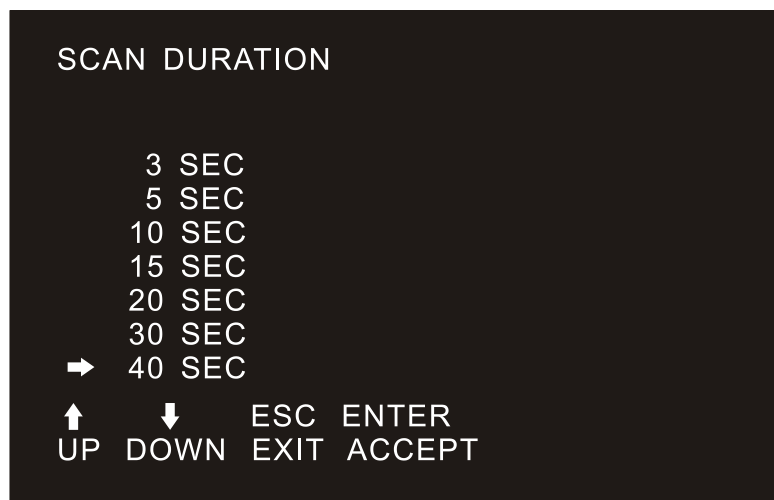 SCAN DURATION
3 SEC
5 SEC
10 SEC
15 SEC
20 SEC
30 SEC
➡ 40 SEC
⬆ ⬇ ESC ENTER
UP DOWN EXIT ACCEPT